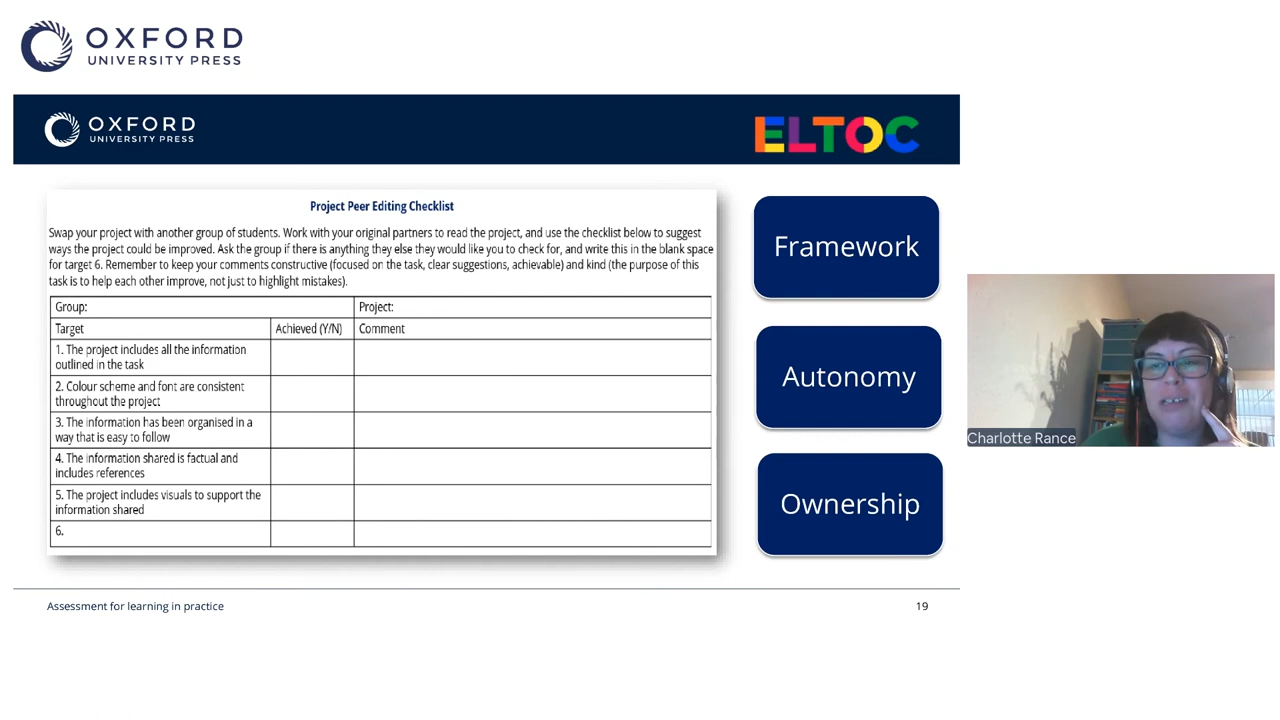 OXFORD
UNIVERSITY PRESS
OXFORD
UNIVERSITY PRESS
ELTOC
Project Peer Editing Checklist
Swap your project with another group of students. Work with your original partners to read the project, and use the checklist below to suggest
ways the project could be improved. Ask the group if there is anything they else they would like you to check for, and write this in the blank space
for target 6. Remember to keep your comments constructive (focused on the task, clear suggestions, achievable) and kind (the purpose of this
task is to help each other improve, not just to highlight mistakes).
Group: Project:
Target Achieved (Y/N) Comment
1. The project includes all the information
outlined in the task
2. Colour scheme and font are consistent
throughout the project
3. The information has been organised in a
way that is easy to follow
4. The information shared is factual and
includes references
5. The project includes visuals to support the
information shared
6.
Framework
Autonomy
Ownership
Charlotte Rance
Assessment for learning in practice
19